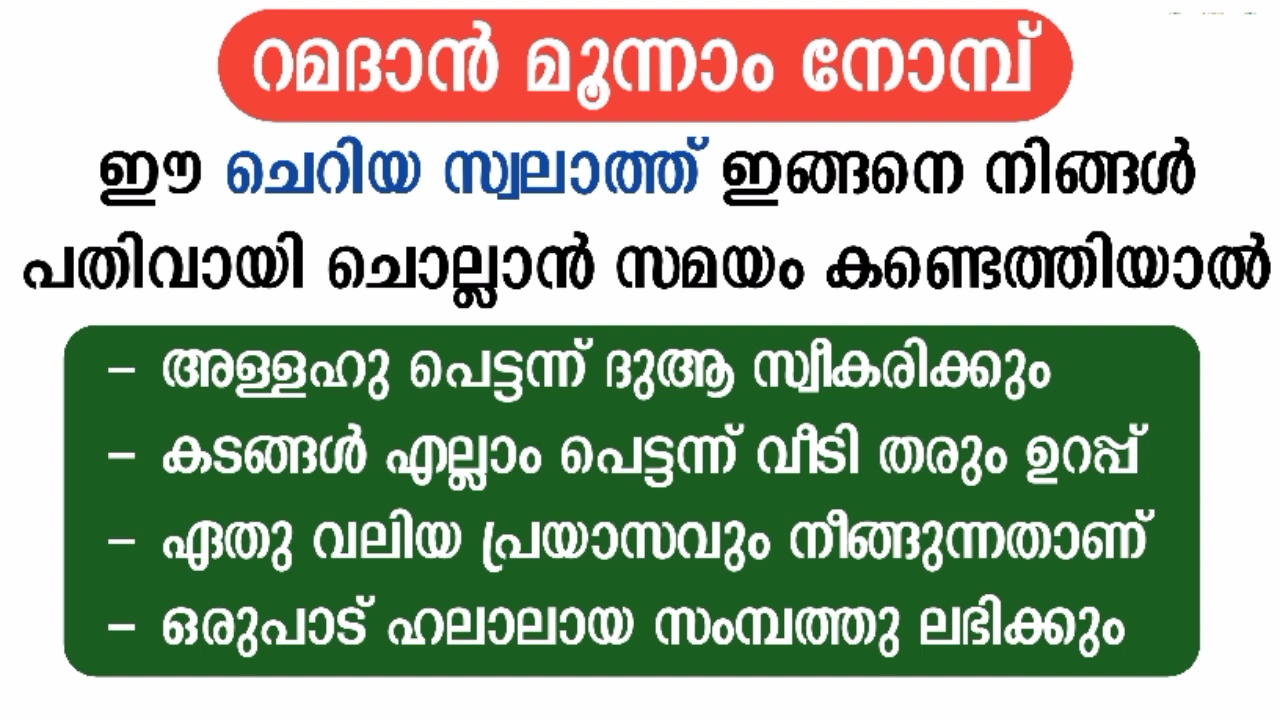 റമദാൻ മൂന്നാം നോമ്പ്
ഈ ചെറിയ സ്വലാത്ത് ഇങ്ങനെ നിങ്ങൾ
പതിവായി ചൊല്ലാൻ സമയം കണ്ടെത്തിയാൽ
- അള്ളഹു പെട്ടന്ന് ദുആ സ്വീകരിക്കും
- കടങ്ങൾ എല്ലാം പെട്ടന്ന് വീടി തരും ഉറപ്പ്
- ഏതു വലിയ പ്രയാസവും നീങ്ങുന്നതാണ്
- ഒരുപാട് ഹലാലായ സംമ്പത്തു ലഭിക്കും